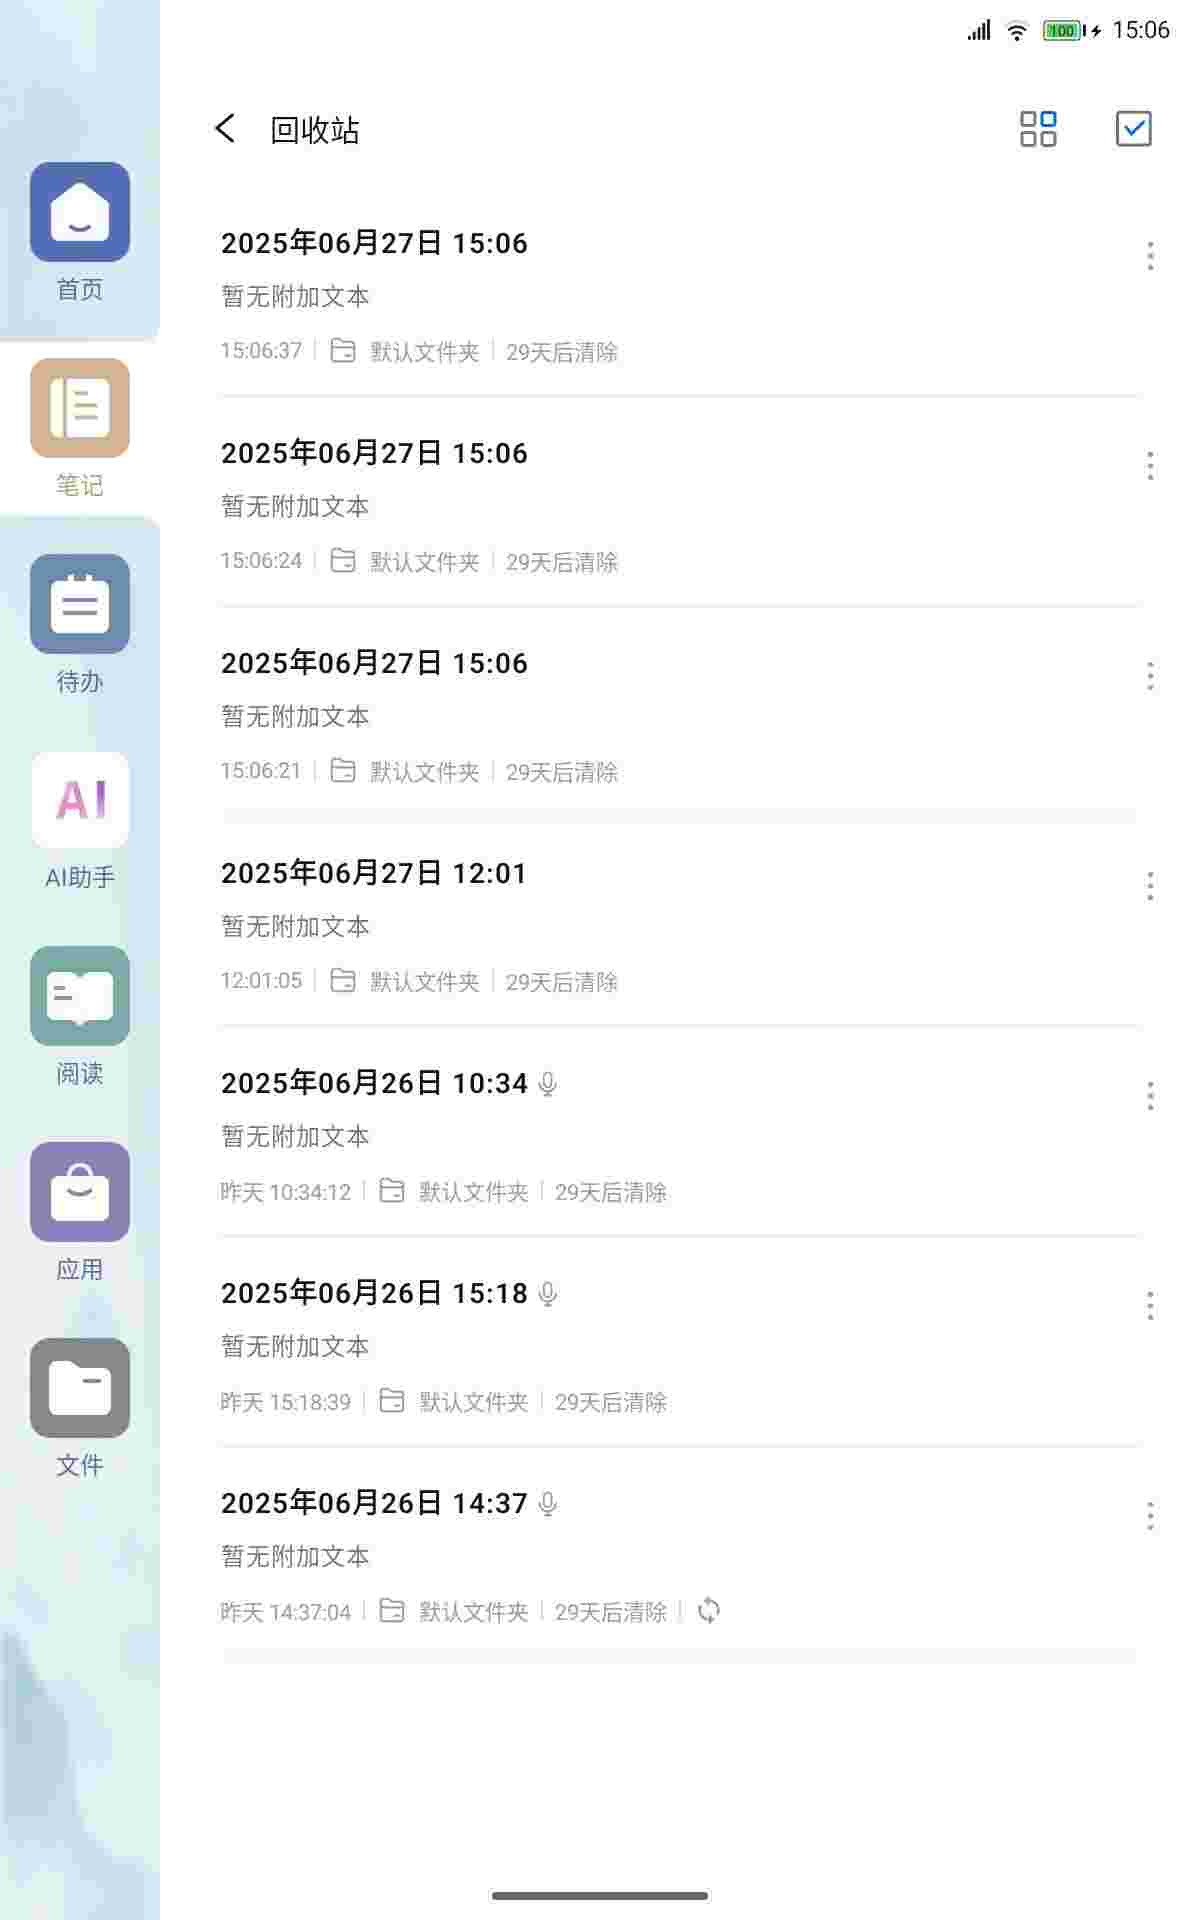 100 15:06
回收站
首页
笔记
待办
AI
AI助手
阅读
应用
文件
2025年06月27日 15:06
暂无附加文本
15:06:37 默认文件夹 29天后清除
2025年06月27日 15:06
暂无附加文本
15:06:24 默认文件夹 29天后清除
2025年06月27日 15:06
暂无附加文本
15:06:21 默认文件夹 29天后清除
2025年06月27日 12:01
暂无附加文本
12:01:05 默认文件夹 29天后清除
2025年06月26日 10:34
暂无附加文本
昨天 10:34:12 默认文件夹 29天后清除
2025年06月26日 15:18
暂无附加文本
昨天 15:18:39 默认文件夹 29天后清除
2025年06月26日 14:37
暂无附加文本
昨天 14:37:04 默认文件夹 29天后清除